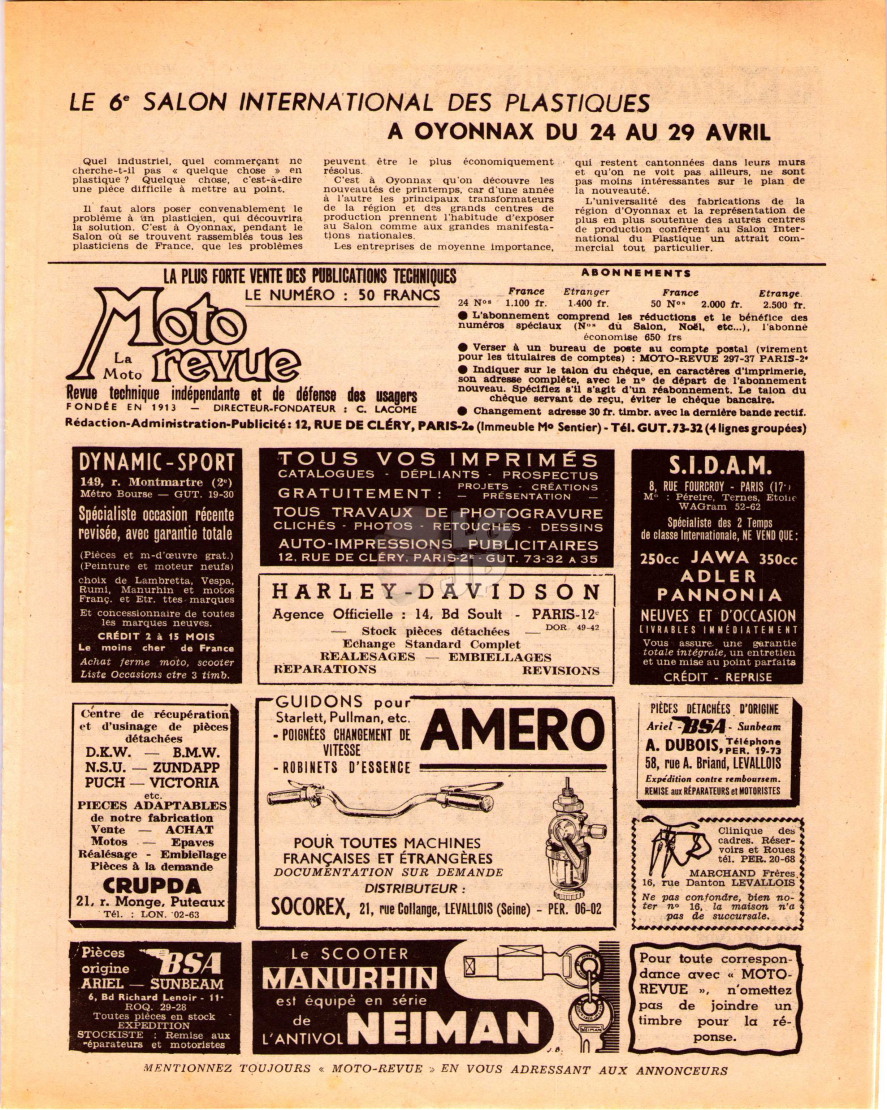 LE 6e SALON INTERNATIONAL DES PLASTIQUES
A OYONNAX DU 24 AU 29 AVRIL
Quel industriel, quel commerçant ne
cherche-t-il pas « quelque chose » en
plastique ? Quelque chose, c'est-à-dire
une pièce difficile à mettre au point.
Il faut alors poser convenablement le
problème à un plasticien, qui découvrira
la solution. C'est à Oyonnax, pendant le
Salon où se trouvent rassemblés tous les
plasticiens de France, que les problèmes
peuvent être le plus économiquement
résolus.
C'est à Oyonnax qu'on découvre les
nouveautés de printemps, car d'une année
à l'autre les principaux transformateurs
de la région et des grands centres de
production prennent l'habitude d'exposer
au Salon comme aux grandes manifesta-
tions nationales.
Les entreprises de moyenne importance,
qui restent cantonnées dans leurs murs
et qu'on ne voit pas ailleurs, ne sont
pas moins intéressantes sur le plan de
la nouveauté.
L'universalité des fabrications de la
région d'Oyonnax et la représentation de
plus en plus soutenue des autres centres
de production confèrent au Salon Inter-
national du Plastique un attrait com-
mercial tout particulier.
LA PLUS FORTE VENTE DES PUBLICATIONS TECHNIQUES
LE NUMÉRO : 50 FRANCS
La Moto
Moto revue
Revue technique indépendante et de défense des usagers
FONDÉE EN 1913 — DIRECTEUR-FONDATEUR : C. LACOME
ABONNEMENTS
France Etranger France Etrange
24 Nos 1.100 fr. 1.400 fr. 50 Nos 2.000 fr. 2.500 fr.
● L'abonnement comprend les réductions et le bénéfice des
numéros spéciaux (Nos du Salon, Noël, etc...), l'abonné
économise 650 frs
● Verser à un bureau de poste au compte postal (virement
pour les titulaires de comptes) : MOTO-REVUE 297-37 PARIS-2e
● Indiquer sur le talon du chèque, en caractères d'imprimerie,
son adresse complète, avec le n° de départ de l'abonnement
nouveau. Spécifiez s'il s'agit d'un réabonnement. Le talon du
chèque servant de reçu, éviter le chèque bancaire.
● Changement adresse 30 fr. timbr. avec la dernière bande rectif.
Rédaction-Administration-Publicité : 12, RUE DE CLÉRY, PARIS-2e (Immeuble Mo Sentier) - Tél. GUT. 73-32 (4 lignes groupées)
DYNAMIC-SPORT
149, r. Montmartre (2e)
Métro Bourse — GUT. 19-30
Spécialiste occasion récente
revisée, avec garantie totale
(Pièces et m-d'œuvre grat.)
(Peinture et moteur neufs)
choix de Lambretta, Vespa,
Rumi, Manurhin et motos
Franç. et Etr. ttes marques
Et concessionnaire de toutes
les marques neuves.
CRÉDIT 2 à 15 MOIS
Le moins cher de France
Achat ferme moto, scooter
Liste Occasions ctre 3 timb.
TOUS VOS IMPRIMÉS
CATALOGUES - DÉPLIANTS - PROSPECTUS
GRATUITEMENT : PROJETS - CRÉATIONS
— PRÉSENTATION —
TOUS TRAVAUX DE PHOTOGRAVURE
CLICHÉS - PHOTOS - RETOUCHES - DESSINS
AUTO-IMPRESSIONS PUBLICITAIRES
12, RUE DE CLÉRY, PARIS-2e - GUT. 73-32 A 35
HARLEY-DAVIDSON
Agence Officielle : 14, Bd Soult - PARIS-12e
— Stock pièces détachées — DOR. 49-42
Echange Standard Complet
REALESAGES — EMBIELLAGES
REPARATIONS REVISIONS
S.I.D.A.M.
8, RUE FOURCROY - PARIS (17e)
Mo : Péreire, Ternes, Etoile
WAGram 52-62
Spécialiste des 2 Temps
de classe Internationale, NE VEND QUE :
250cc JAWA 350cc
ADLER
PANNONIA
NEUVES ET D'OCCASION
LIVRABLES IMMÉDIATEMENT
Vous assure une garantie
totale intégrale, un entretien
et une mise au point parfaits
CRÉDIT - REPRISE
Centre de récupération
et d'usinage de pièces
détachées
D.K.W. — B.M.W.
N.S.U. — ZUNDAPP
PUCH — VICTORIA
etc.
PIECES ADAPTABLES
de notre fabrication
Vente — ACHAT
Motos — Epaves
Réalésage - Embiellage
Pièces à la demande
CRUPDA
21, r. Monge, Puteaux
Tél. : LON. 02-63
GUIDONS pour
Starlett, Pullman, etc.
- POIGNÉES CHANGEMENT DE
VITESSE
- ROBINETS D'ESSENCE
AMERO
POUR TOUTES MACHINES
FRANÇAISES ET ÉTRANGÈRES
DOCUMENTATION SUR DEMANDE
DISTRIBUTEUR :
SOCOREX, 21, rue Collange, LEVALLOIS (Seine) - PER. 06-02
PIÈCES DÉTACHÉES D'ORIGINE
Ariel - BSA - Sunbeam
A. DUBOIS, Téléphone PER. 19-73
58, rue A. Briand, LEVALLOIS
Expédition contre remboursem.
REMISE aux RÉPARATEURS et MOTORISTES
Clinique des
cadres. Réser-
voirs et Roues
tél. PER. 20-68
MARCHAND Frères
16, rue Danton LEVALLOIS
Ne pas confondre, bien no-
ter n° 16, la maison n'a
pas de succursale.
Pièces
origine BSA
ARIEL — SUNBEAM
6, Bd Richard Lenoir - 11e
ROQ. 29-28
Toutes pièces en stock
EXPEDITION
STOCKISTE : Remise aux
réparateurs et motoristes
Le SCOOTER
MANURHIN
est équipé en série
de
L'ANTIVOL NEIMAN
J.B.
Pour toute correspon-
dance avec « MOTO-
REVUE », n'omettez
pas de joindre un
timbre pour la ré-
ponse.
MENTIONNEZ TOUJOURS « MOTO-REVUE » EN VOUS ADRESSANT AUX ANNONCEURS